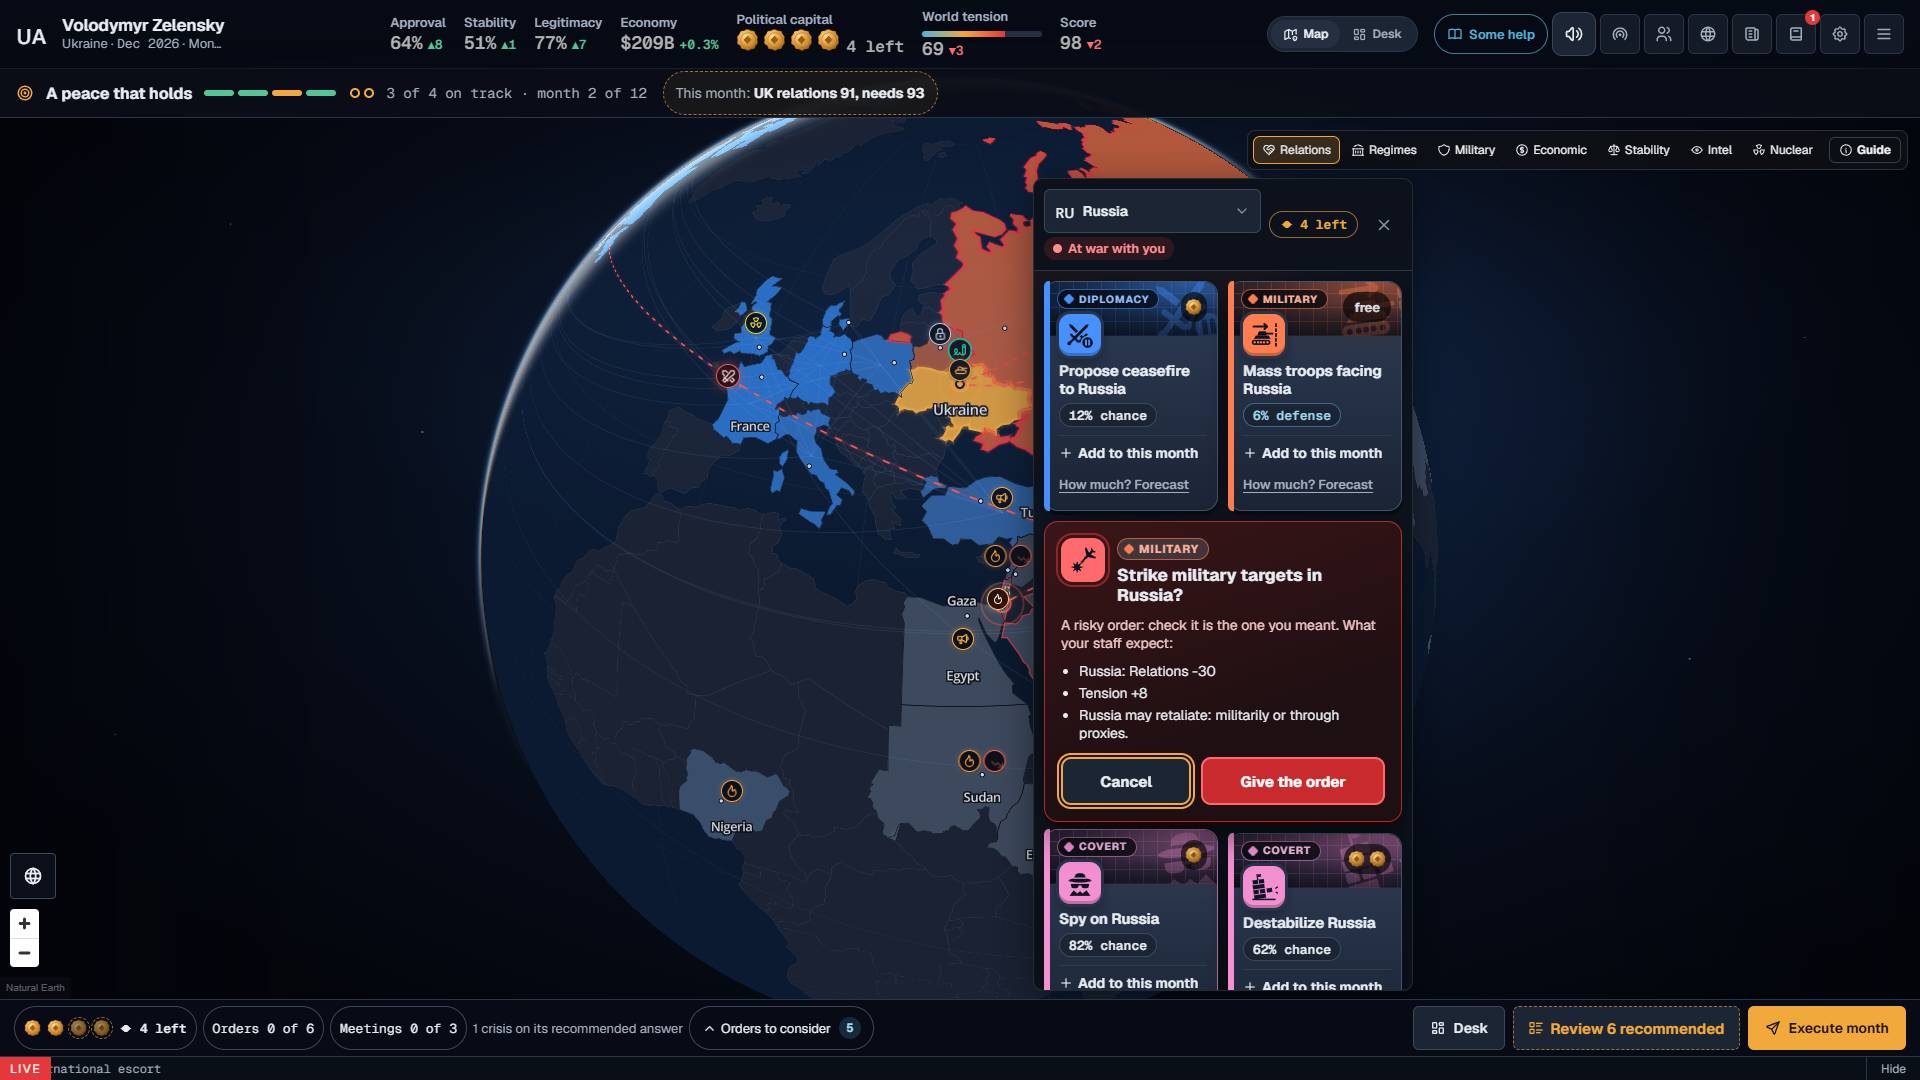 UA
Volodymyr Zelensky
Ukraine · Dec 2026 · Mon...
Approval
64% ▴8
Stability
51% ▴1
Legitimacy
77% ▴7
Economy
$209B +0.3%
Political capital
4 left
World tension
69 ▾3
Score
98 ▾2
Map
Desk
Some help
1
A peace that holds
3 of 4 on track · month 2 of 12
This month: UK relations 91, needs 93
Relations
Regimes
Military
Economic
Stability
Intel
Nuclear
Guide
RU Russia
4 left
At war with you
DIPLOMACY
Propose ceasefire
to Russia
12% chance
+ Add to this month
How much? Forecast
MILITARY
free
Mass troops facing
Russia
6% defense
+ Add to this month
How much? Forecast
MILITARY
Strike military targets in
Russia?
A risky order: check it is the one you meant. What
your staff expect:
• Russia: Relations -30
• Tension +8
• Russia may retaliate: militarily or through
proxies.
Cancel
Give the order
COVERT
Spy on Russia
82% chance
+ Add to this month
COVERT
Destabilize Russia
62% chance
+ Add to this month
Ukraine
France
Tu
Gaza
Egypt
Sudan
Nigeria
E
+
−
Natural Earth
4 left
Orders 0 of 6
Meetings 0 of 3
1 crisis on its recommended answer
Orders to consider 5
Desk
Review 6 recommended
Execute month
LIVE
rnational escort
Hide